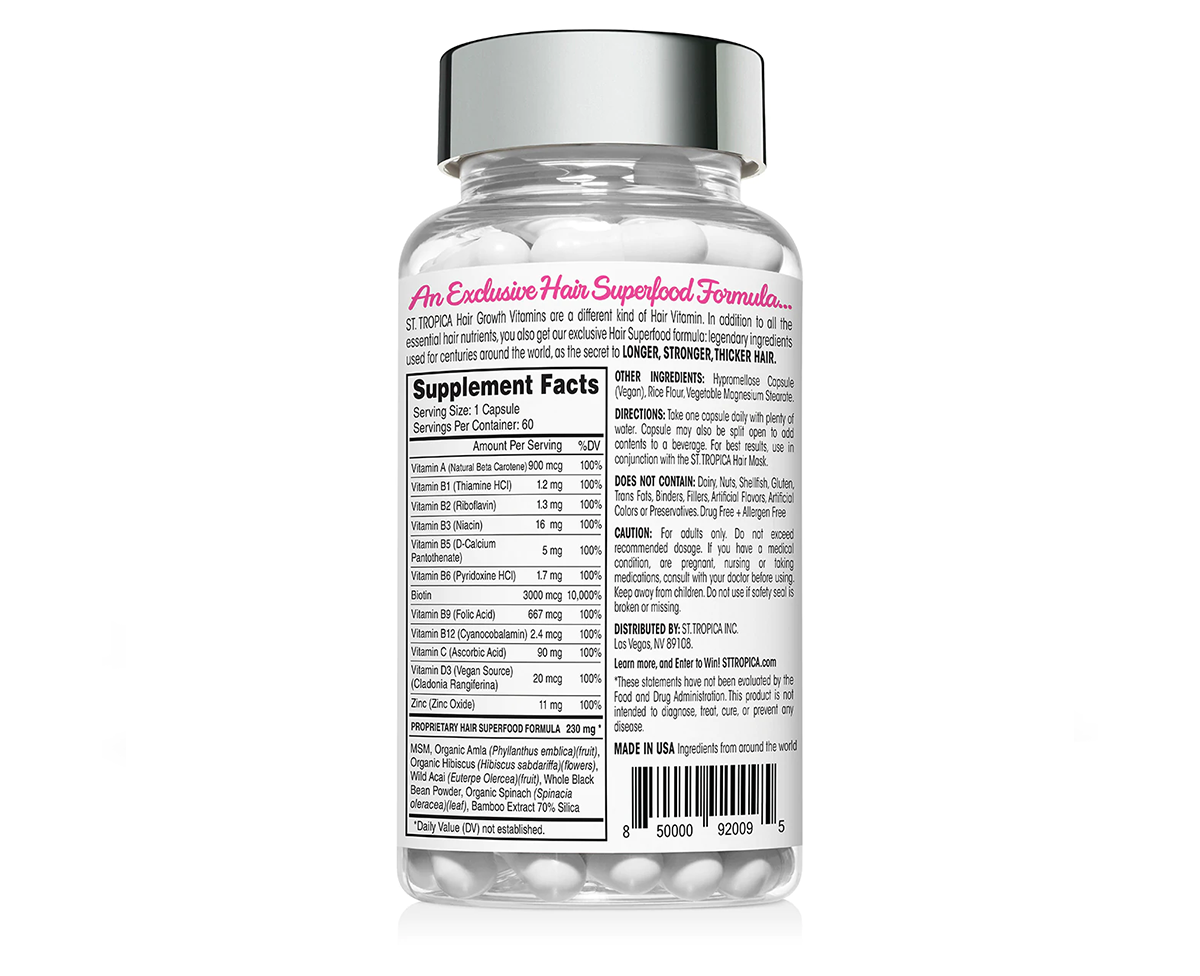 An Exclusive Hair Superfood Formula...
ST. TROPICA Hair Growth Vitamins are a different kind of Hair Vitamin. In addition to all the
essential hair nutrients, you also get our exclusive Hair Superfood formula: legendary ingredients
used for centuries around the world, as the secret to LONGER, STRONGER, THICKER HAIR.
Supplement Facts
Serving Size: 1 Capsule
Servings Per Container: 60
Amount Per Serving %DV
Vitamin A (Natural Beta Carotene) 900 mcg 100%
Vitamin B1 (Thiamine HCl) 1.2 mg 100%
Vitamin B2 (Riboflavin) 1.3 mg 100%
Vitamin B3 (Niacin) 16 mg 100%
Vitamin B5 (D-Calcium
Pantothenate) 5 mg 100%
Vitamin B6 (Pyridoxine HCl) 1.7 mg 100%
Biotin 3000 mcg 10,000%
Vitamin B9 (Folic Acid) 667 mcg 100%
Vitamin B12 (Cyanocobalamin) 2.4 mcg 100%
Vitamin C (Ascorbic Acid) 90 mg 100%
Vitamin D3 (Vegan Source)
(Cladonia Rangiferina) 20 mcg 100%
Zinc (Zinc Oxide) 11 mg 100%
PROPRIETARY HAIR SUPERFOOD FORMULA 230 mg *
MSM, Organic Amla (Phyllanthus emblica)(fruit),
Organic Hibiscus (Hibiscus sabdariffa)(flowers),
Wild Acai (Euterpe Olercea)(fruit), Whole Black
Bean Powder, Organic Spinach (Spinacia
oleracea)(leaf), Bamboo Extract 70% Silica
*Daily Value (DV) not established.
OTHER INGREDIENTS: Hypromellose Capsule
(Vegan), Rice Flour, Vegetable Magnesium Stearate.
DIRECTIONS: Take one capsule daily with plenty of
water. Capsule may also be split open to add
contents to a beverage. For best results, use in
conjunction with the ST. TROPICA Hair Mask.
DOES NOT CONTAIN: Dairy, Nuts, Shellfish, Gluten,
Trans Fats, Binders, Fillers, Artificial Flavors, Artificial
Colors or Preservatives. Drug Free + Allergen Free
CAUTION: For adults only. Do not exceed
recommended dosage. If you have a medical
condition, are pregnant, nursing or taking
medications, consult with your doctor before using.
Keep away from children. Do not use if safety seal is
broken or missing.
DISTRIBUTED BY: ST. TROPICA INC.
Las Vegas, NV 89108.
Learn more, and Enter to Win! STTROPICA.com
*These statements have not been evaluated by the
Food and Drug Administration. This product is not
intended to diagnose, treat, cure, or prevent any
disease.
MADE IN USA Ingredients from around the world
8 50000 92009 5